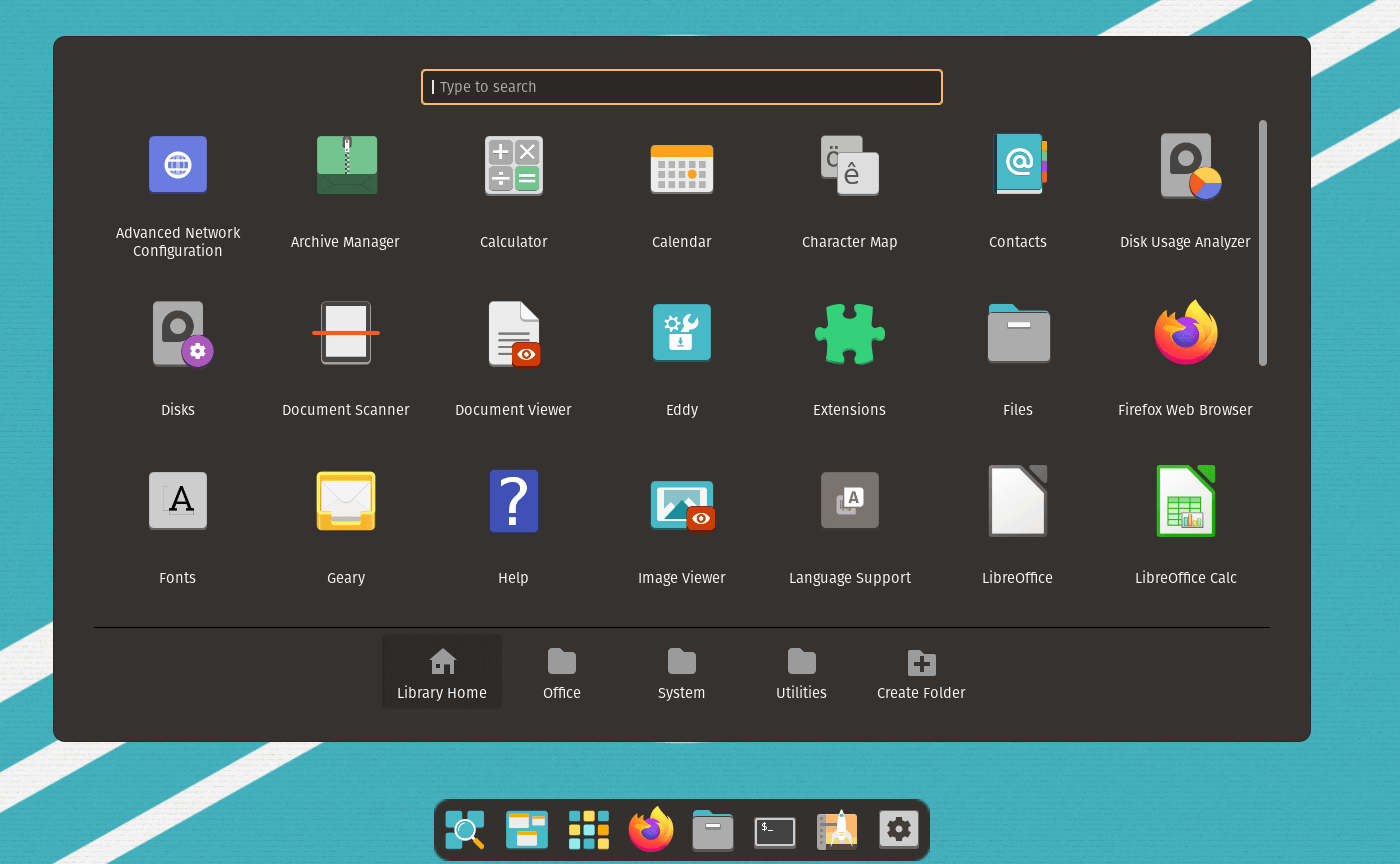 Type to search
Advanced Network
Configuration
Archive Manager
Calculator
Calendar
Character Map
Contacts
Disk Usage Analyzer
Disks
Document Scanner
Document Viewer
Eddy
Extensions
Files
Firefox Web Browser
Fonts
Geary
Help
Image Viewer
Language Support
LibreOffice
LibreOffice Calc
Library Home
Office
System
Utilities
Create Folder